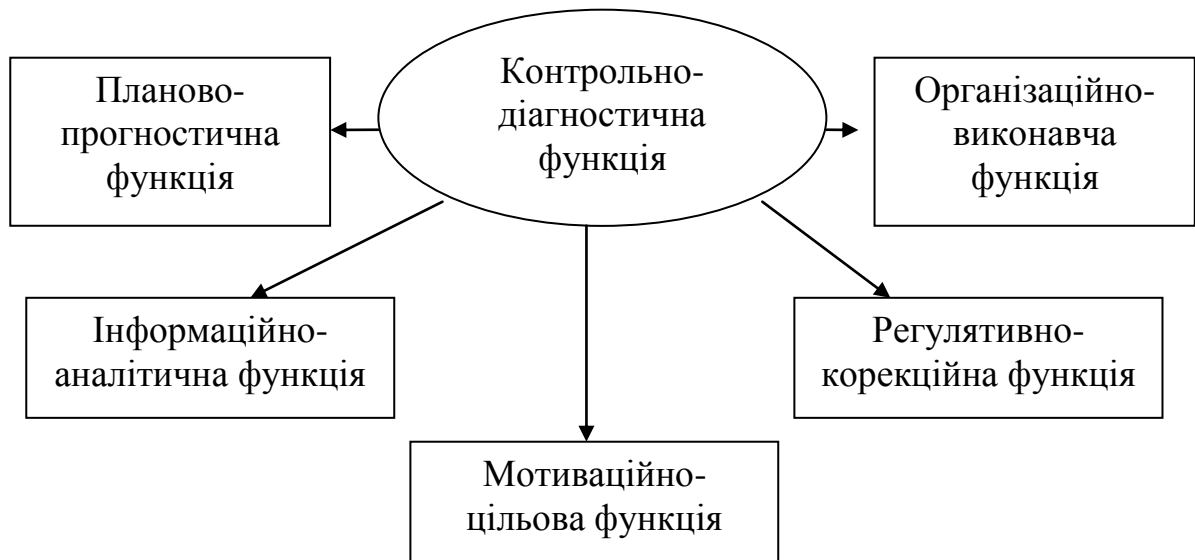 Планово-
прогностична
функція
Контрольно-
діагностична
функція
Організаційно-
виконавча
функція
Інформаційно-
аналітична функція
Регулятивно-
корекційна функція
Мотиваційно-
цільова функція